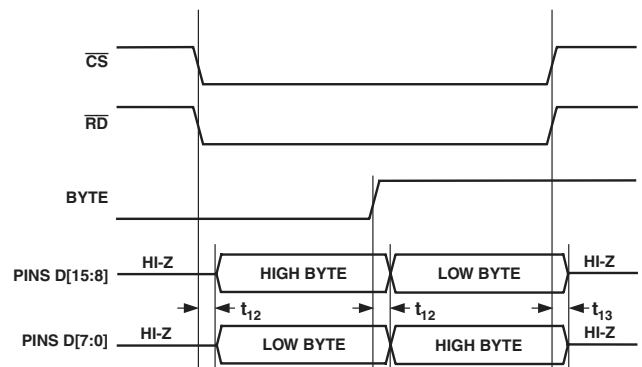 CS
RD
BYTE
PINS D[15:8] HI-Z HIGH BYTE LOW BYTE HI-Z
t12 t12 t13
PINS D[7:0] HI-Z LOW BYTE HIGH BYTE HI-Z